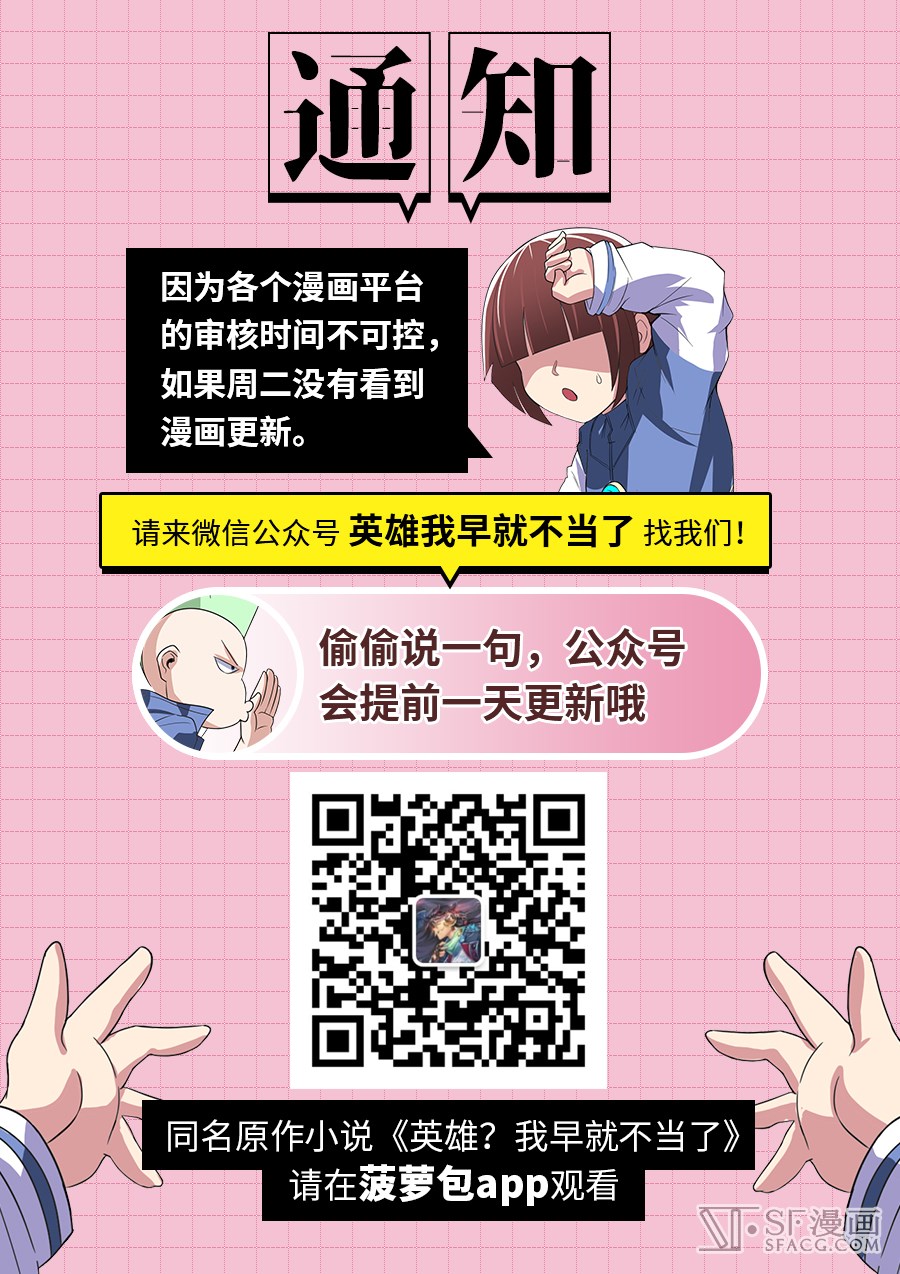 通知
因为各个漫画平台
的审核时间不可控，
如果周二没有看到
漫画更新。
请来微信公众号 英雄我早就不当了 找我们！
偷偷说一句，公众号
会提前一天更新哦
同名原作小说《英雄？我早就不当了》
请在菠萝包app观看
SF漫画
SFACG.COM